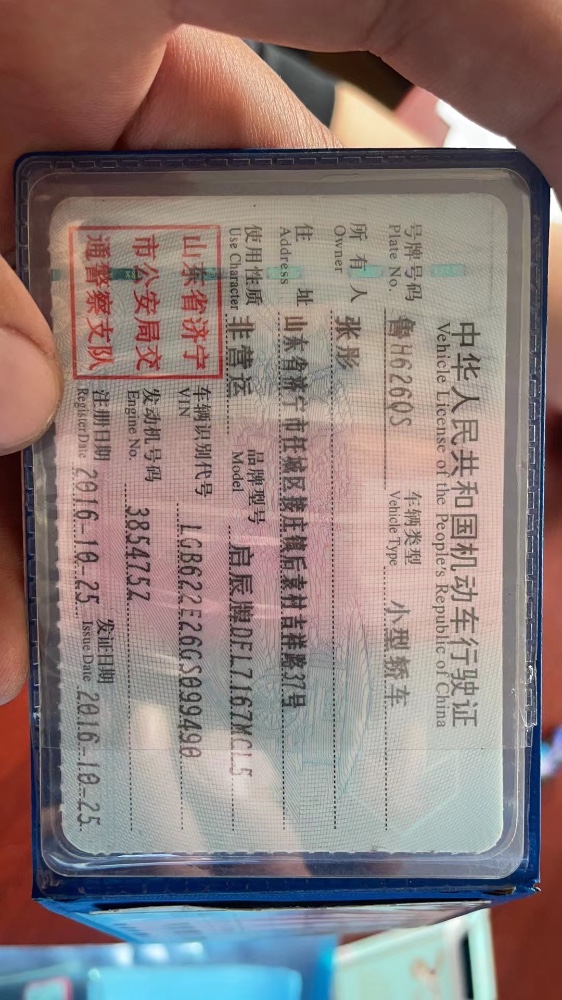 中华人民共和国机动车行驶证
Vehicle License of the People's Republic of China
号牌号码 鲁H626QS 车辆类型 小型轿车
Plate No. Vehicle Type
所有人 张彤
Owner
住址 山东省济宁市任城区接庄镇后袁村吉祥路37号
Address
使用性质 非营运 品牌型号 启辰牌DFL7167MCL5
Use Character Model
山东省济宁
市公安局交
通警察支队
车辆识别代号 LGB622E26GS099490
VIN
发动机号码 385475Z
Engine No.
注册日期 2016-10-25 发证日期 2016-10-25
Register Date Issue Date